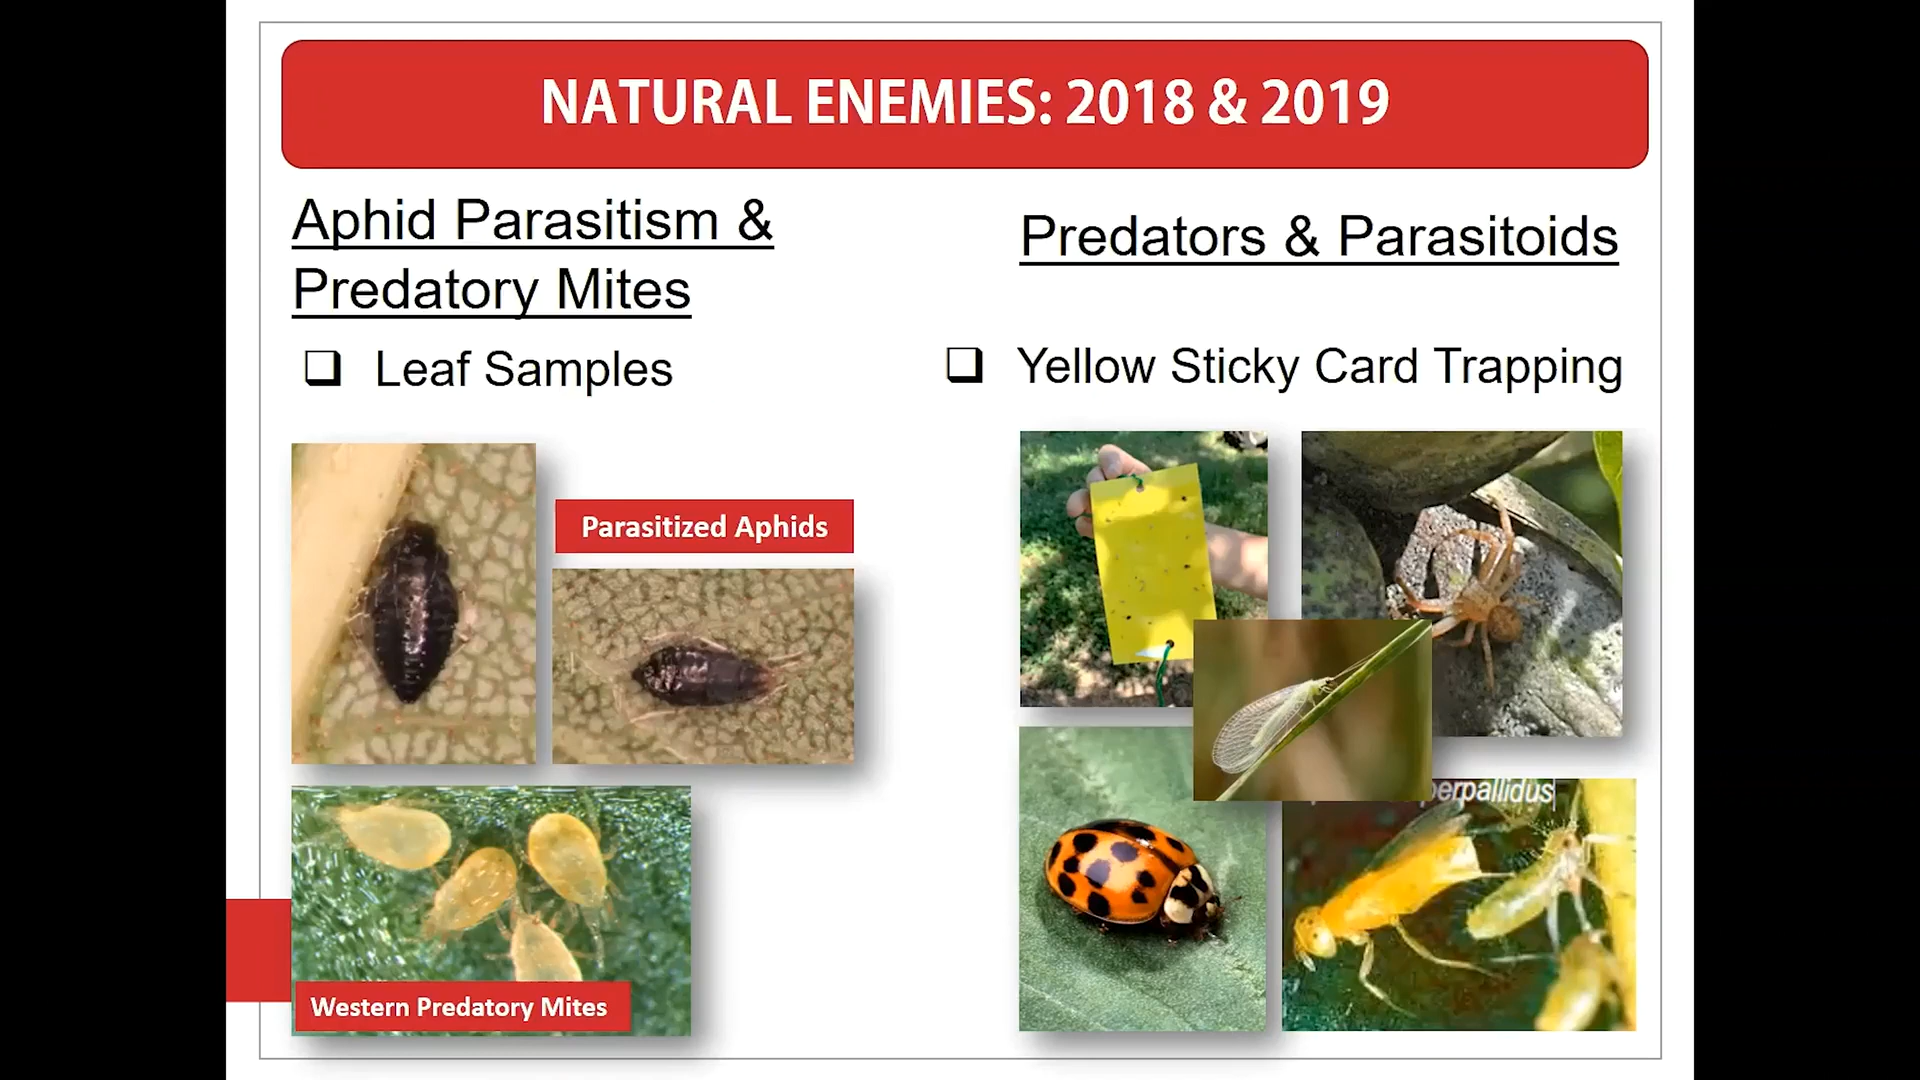 NATURAL ENEMIES: 2018 & 2019
Aphid Parasitism &
Predatory Mites
Leaf Samples
Parasitized Aphids
Western Predatory Mites
Predators & Parasitoids
Yellow Sticky Card Trapping
perpallidus